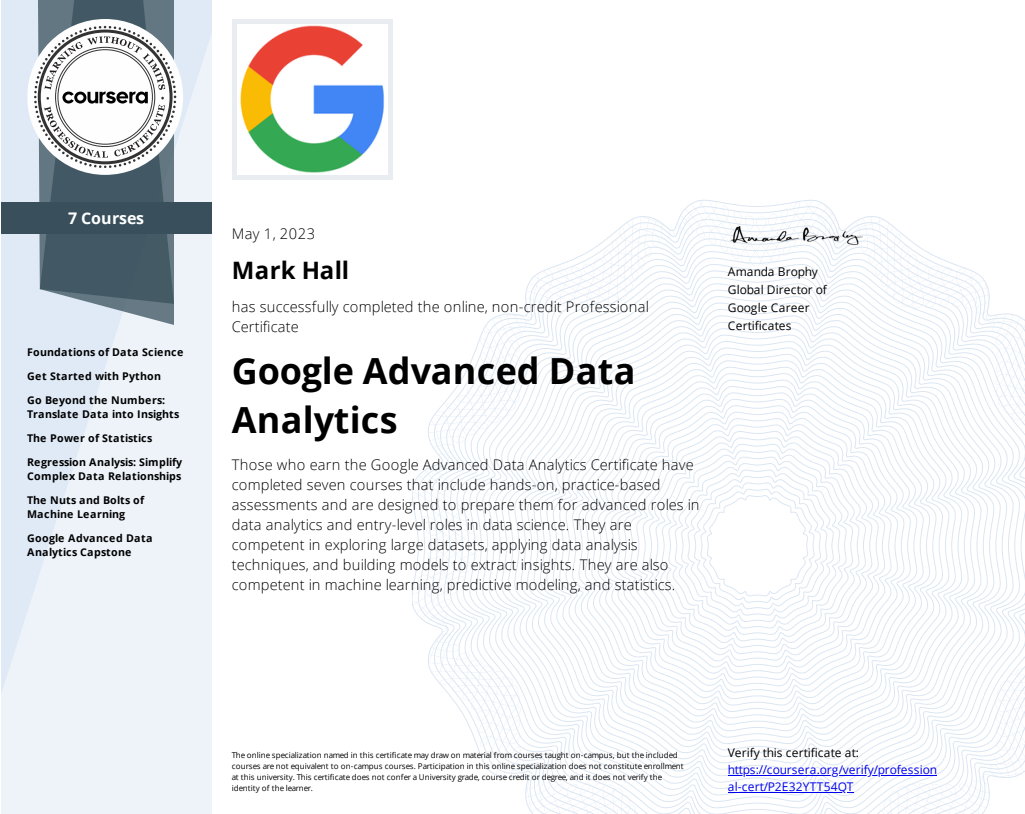 LEARNING WITHOUT LIMITS
coursera
PROFESSIONAL CERTIFICATE
7 Courses
Foundations of Data Science
Get Started with Python
Go Beyond the Numbers:
Translate Data into Insights
The Power of Statistics
Regression Analysis: Simplify
Complex Data Relationships
The Nuts and Bolts of
Machine Learning
Google Advanced Data
Analytics Capstone
G
May 1, 2023
Mark Hall
has successfully completed the online, non-credit Professional
Certificate
Google Advanced Data
Analytics
Those who earn the Google Advanced Data Analytics Certificate have
completed seven courses that include hands-on, practice-based
assessments and are designed to prepare them for advanced roles in
data analytics and entry-level roles in data science. They are
competent in exploring large datasets, applying data analysis
techniques, and building models to extract insights. They are also
competent in machine learning, predictive modeling, and statistics.
Amanda Brophy
Amanda Brophy
Global Director of
Google Career
Certificates
The online specialization named in this certificate may draw on material from courses taught on-campus, but the included
courses are not equivalent to on-campus courses. Participation in this online specialization does not constitute enrollment
at this university. This certificate does not confer a University grade, course credit or degree, and it does not verify the
identity of the learner.
Verify this certificate at:
https://coursera.org/verify/profession
al-cert/P2E32YTT54QT